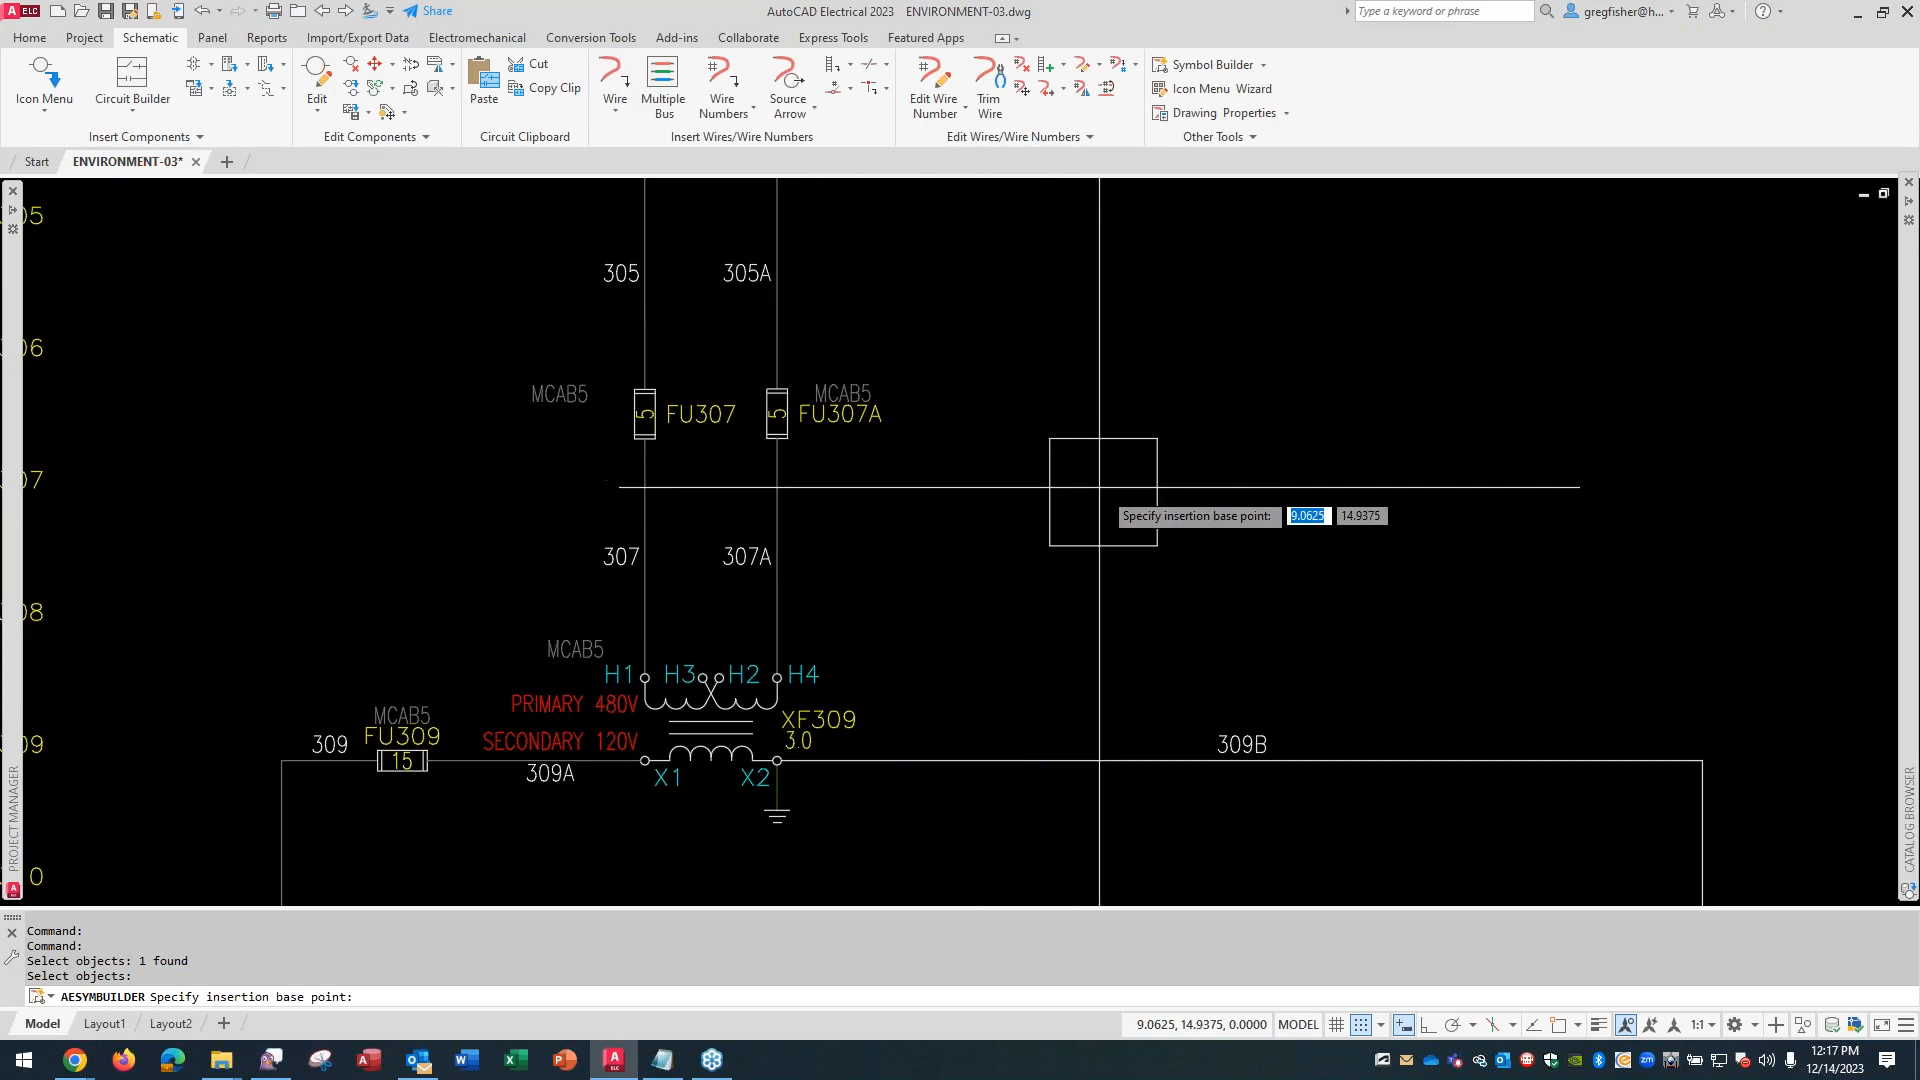 A ELC Share AutoCAD Electrical 2023 ENVIRONMENT-03.dwg Type a keyword or phrase gregfisher@h...
Home Project Schematic Panel Reports Import/Export Data Electromechanical Conversion Tools Add-ins Collaborate Express Tools Featured Apps
Icon Menu Circuit Builder Edit Paste Cut Copy Clip Wire Multiple Bus Wire Numbers Source Arrow Edit Wire Number Trim Wire Symbol Builder
Icon Menu Wizard
Drawing Properties
Insert Components Edit Components Circuit Clipboard Insert Wires/Wire Numbers Edit Wires/Wire Numbers Other Tools
Start ENVIRONMENT-03*
05
305 305A
06
MCAB5 MCAB5
5 FU307 5 FU307A
07
Specify insertion base point: 9.0625 14.9375
307 307A
08
MCAB5
H1 H3 H2 H4
PRIMARY 480V
MCAB5 XF309
FU309 SECONDARY 120V 3.0
09 309 309B
15 309A X1 X2
0
PROJECT MANAGER
CATALOG BROWSER
Command:
Command:
Select objects: 1 found
Select objects:
AESYMBUILDER Specify insertion base point:
Model Layout1 Layout2 9.0625, 14.9375, 0.0000 MODEL 1:1
12:17 PM
12/14/2023